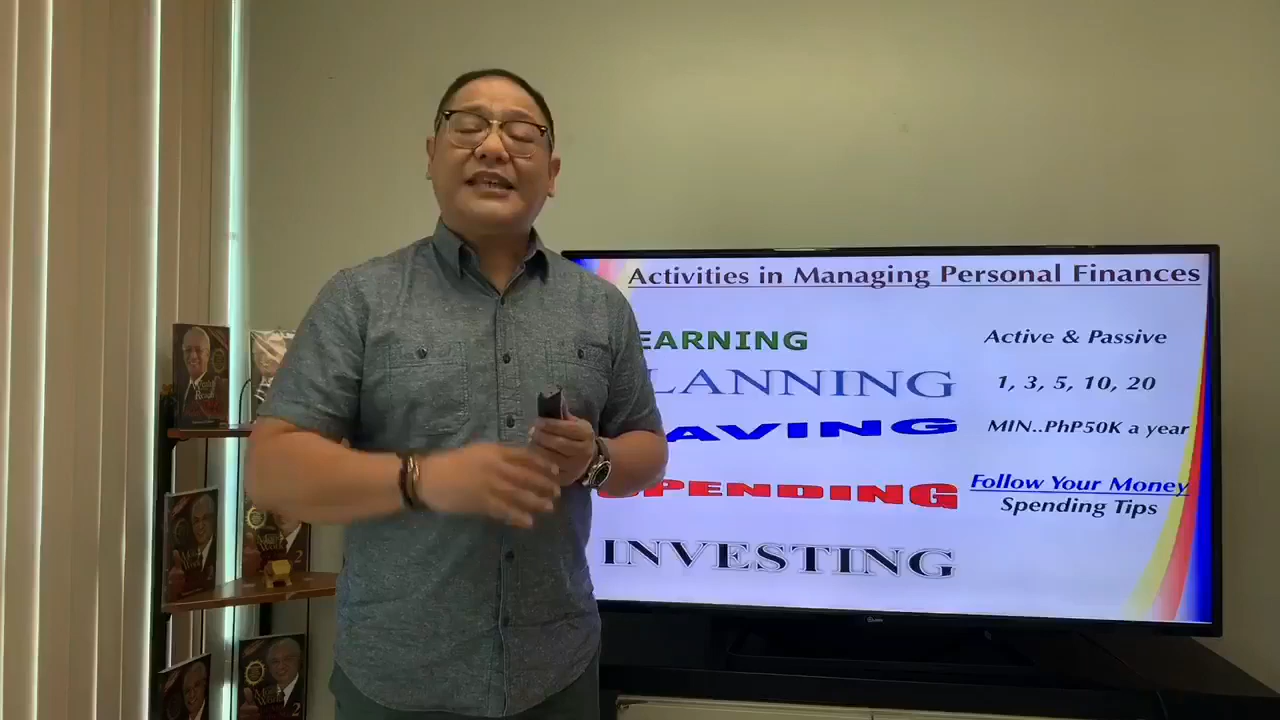 Activities in Managing Personal Finances
EARNING
Active & Passive
LANNING
1, 3, 5, 10, 20
AVING
MIN..PhP50K a year
SPENDING
Follow Your Money
Spending Tips
INVESTING